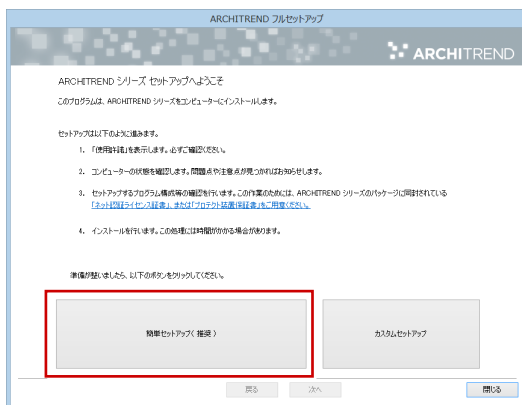 ARCHITREND フルセットアップ
ARCHITREND
ARCHITREND シリーズ セットアップへようこそ
このプログラムは、ARCHITREND シリーズをコンピューターにインストールします。
セットアップは以下のように進みます。
1. 「使用許諾」を表示します。必ずご確認ください。
2. コンピューターの状態を確認します。問題点や注意点が見つかればお知らせします。
3. セットアップするプログラム構成等の確認を行います。この作業のためには、ARCHITREND シリーズのパッケージに同封されている
「ネット認証ライセンス証書」、または「プロテクト装置保証書」をご用意ください。
4. インストールを行います。この処理には時間がかかる場合があります。
準備が整いましたら、以下のボタンをクリックしてください。
簡単セットアップ( 推奨 )
カスタムセットアップ
戻る
次へ
閉じる